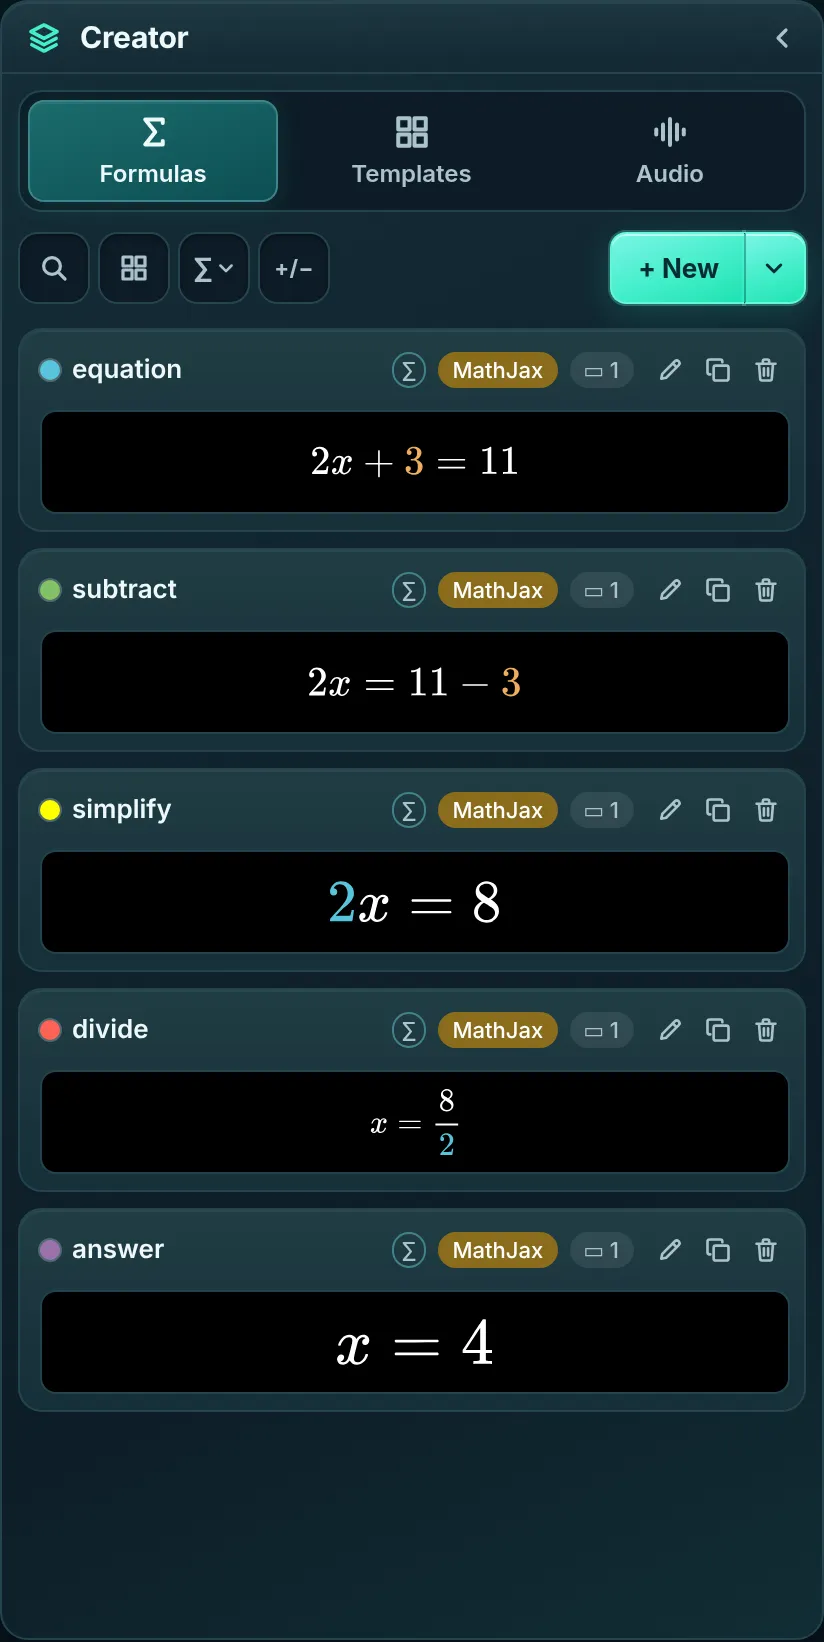 Creator
Formulas Templates Audio
+/− + New
equation MathJax 1
2x + 3 = 11
subtract MathJax 1
2x = 11 − 3
simplify MathJax 1
2x = 8
divide MathJax 1
x = 8/2
answer MathJax 1
x = 4